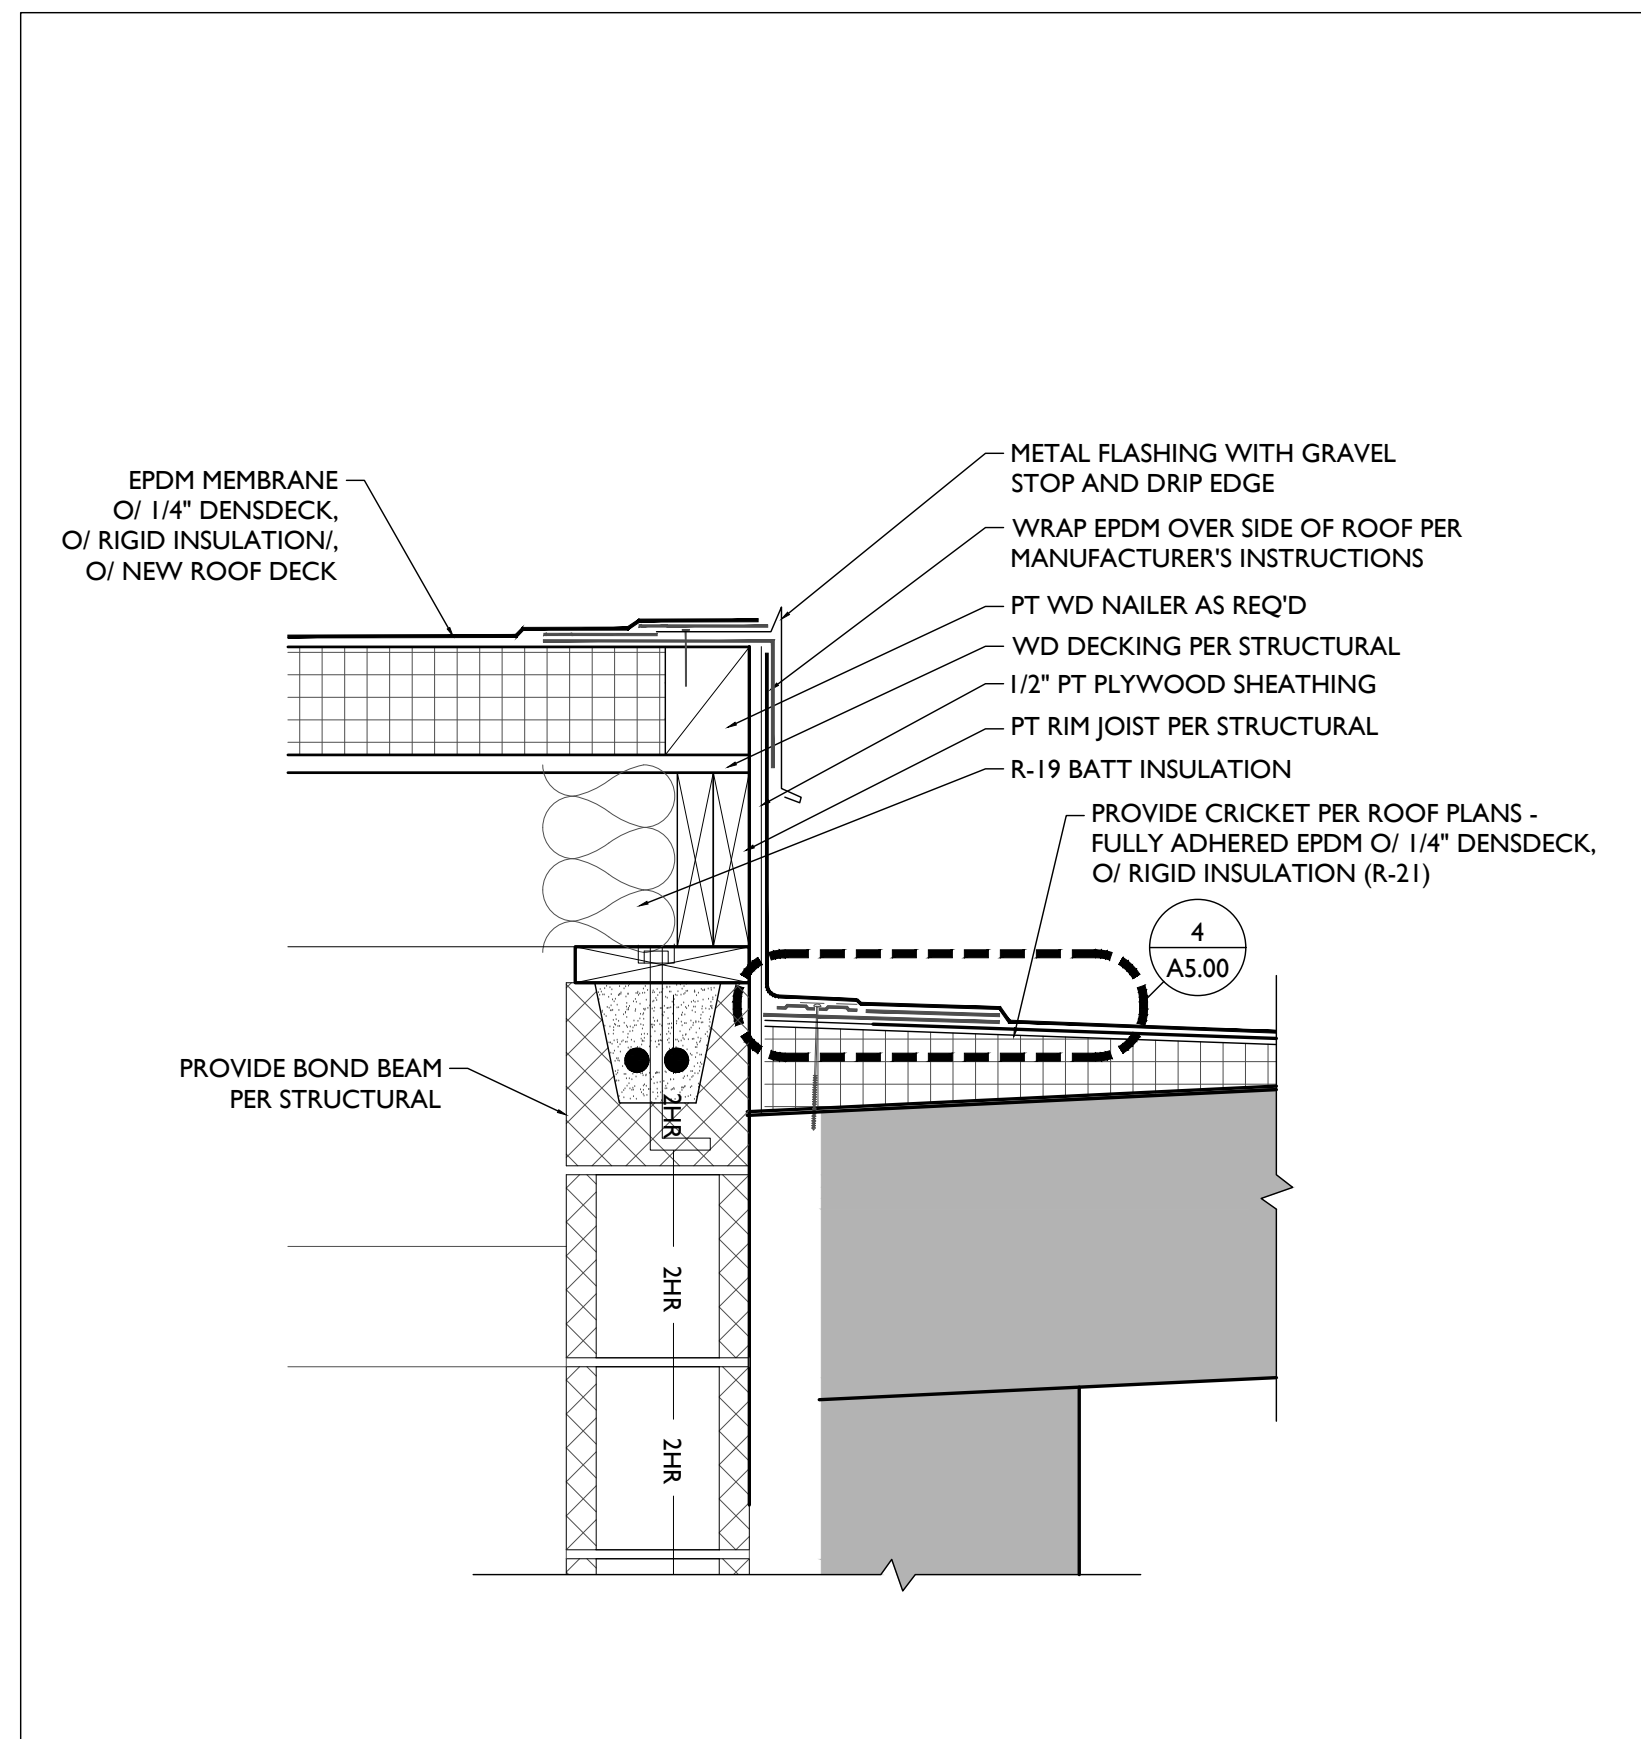 EPDM MEMBRANE
O/ 1/4" DENSDECK,
O/ RIGID INSULATION/,
O/ NEW ROOF DECK
METAL FLASHING WITH GRAVEL
STOP AND DRIP EDGE
WRAP EPDM OVER SIDE OF ROOF PER
MANUFACTURER'S INSTRUCTIONS
PT WD NAILER AS REQ'D
WD DECKING PER STRUCTURAL
1/2" PT PLYWOOD SHEATHING
PT RIM JOIST PER STRUCTURAL
R-19 BATT INSULATION
PROVIDE CRICKET PER ROOF PLANS -
FULLY ADHERED EPDM O/ 1/4" DENSDECK,
O/ RIGID INSULATION (R-21)
4
A5.00
PROVIDE BOND BEAM
PER STRUCTURAL
2HR
2HR
2HR